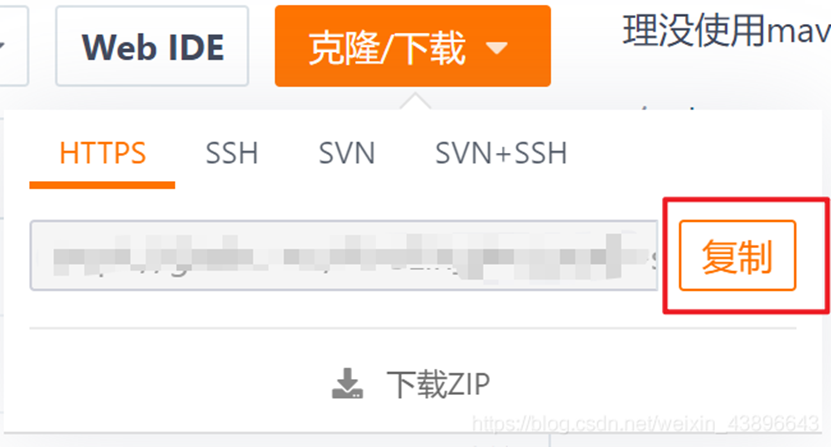 Web IDE 克隆/下载 理没使用mav
HTTPS SSH SVN SVN+SSH
复制
下载ZIP
https://blog.csdn.net/weixin_43896643